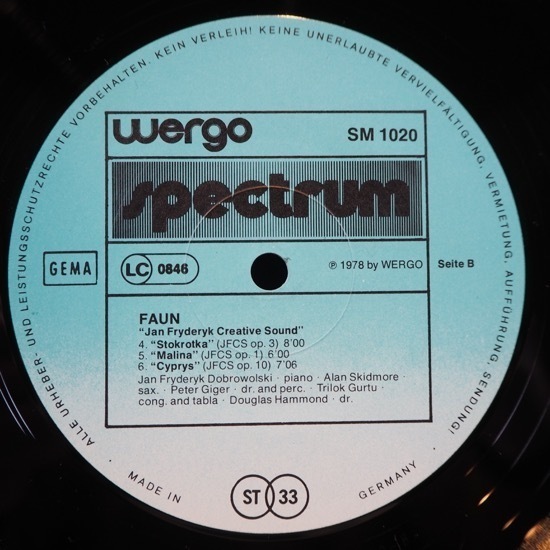 ALLE URHEBER- UND LEISTUNGSSCHUTZRECHTE VORBEHALTEN. KEIN VERLEIH! KEINE UNERLAUBTE VERVIELFÄLTIGUNG, VERMIETUNG, AUFFÜHRUNG, SENDUNG!
wergo
SM 1020
spectrum
GEMA
LC 0846
℗ 1978 by WERGO
Seite B
FAUN
"Jan Fryderyk Creative Sound"
4. "Stokrotka" (JFCS op. 3) 8'00
5. "Malina" (JFCS op. 1) 6'00
6. "Cyprys" (JFCS op. 10) 7'06
Jan Fryderyk Dobrowolski · piano · Alan Skidmore ·
sax. · Peter Giger · dr. and perc. · Trilok Gurtu ·
cong. and tabla · Douglas Hammond · dr.
MADE IN
ST 33
GERMANY